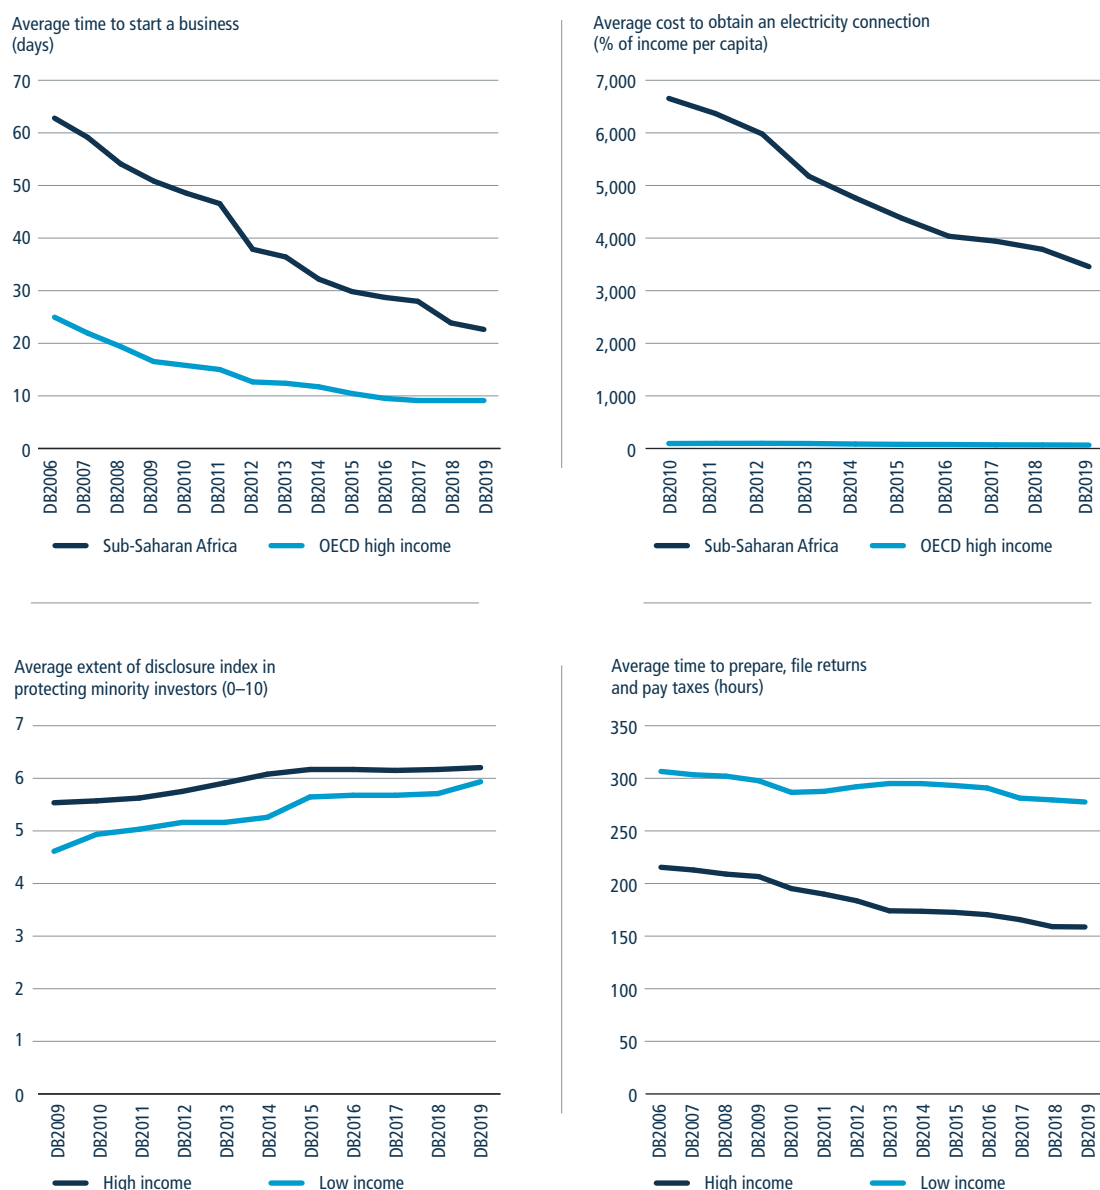 Average time to start a business
(days)
70
60
50
40
30
20
10
0
DB2006
DB2007
DB2008
DB2009
DB2010
DB2011
DB2012
DB2013
DB2014
DB2015
DB2016
DB2017
DB2018
DB2019
Sub-Saharan Africa
OECD high income
Average cost to obtain an electricity connection
(% of income per capita)
7,000
6,000
5,000
4,000
3,000
2,000
1,000
0
DB2010
DB2011
DB2012
DB2013
DB2014
DB2015
DB2016
DB2017
DB2018
DB2019
Sub-Saharan Africa
OECD high income
Average extent of disclosure index in
protecting minority investors (0–10)
7
6
5
4
3
2
1
0
DB2009
DB2010
DB2011
DB2012
DB2013
DB2014
DB2015
DB2016
DB2017
DB2018
DB2019
High income
Low income
Average time to prepare, file returns
and pay taxes (hours)
350
300
250
200
150
100
50
0
DB2006
DB2007
DB2008
DB2009
DB2010
DB2011
DB2012
DB2013
DB2014
DB2015
DB2016
DB2017
DB2018
DB2019
High income
Low income